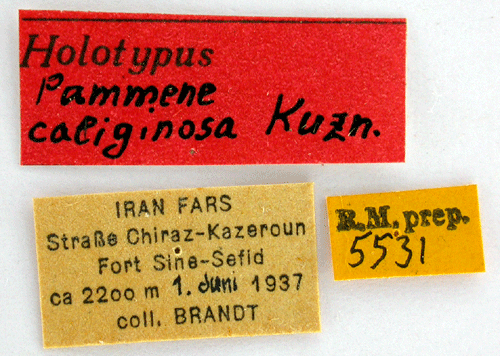 Holotypus
Pammene
caliginosa Kuzn.
IRAN FARS
Straße Chiraz-Kazeroun
Fort Sine-Sefid
ca 2200 m 1. Juni 1937
coll. BRANDT
R.M. prep.
5531